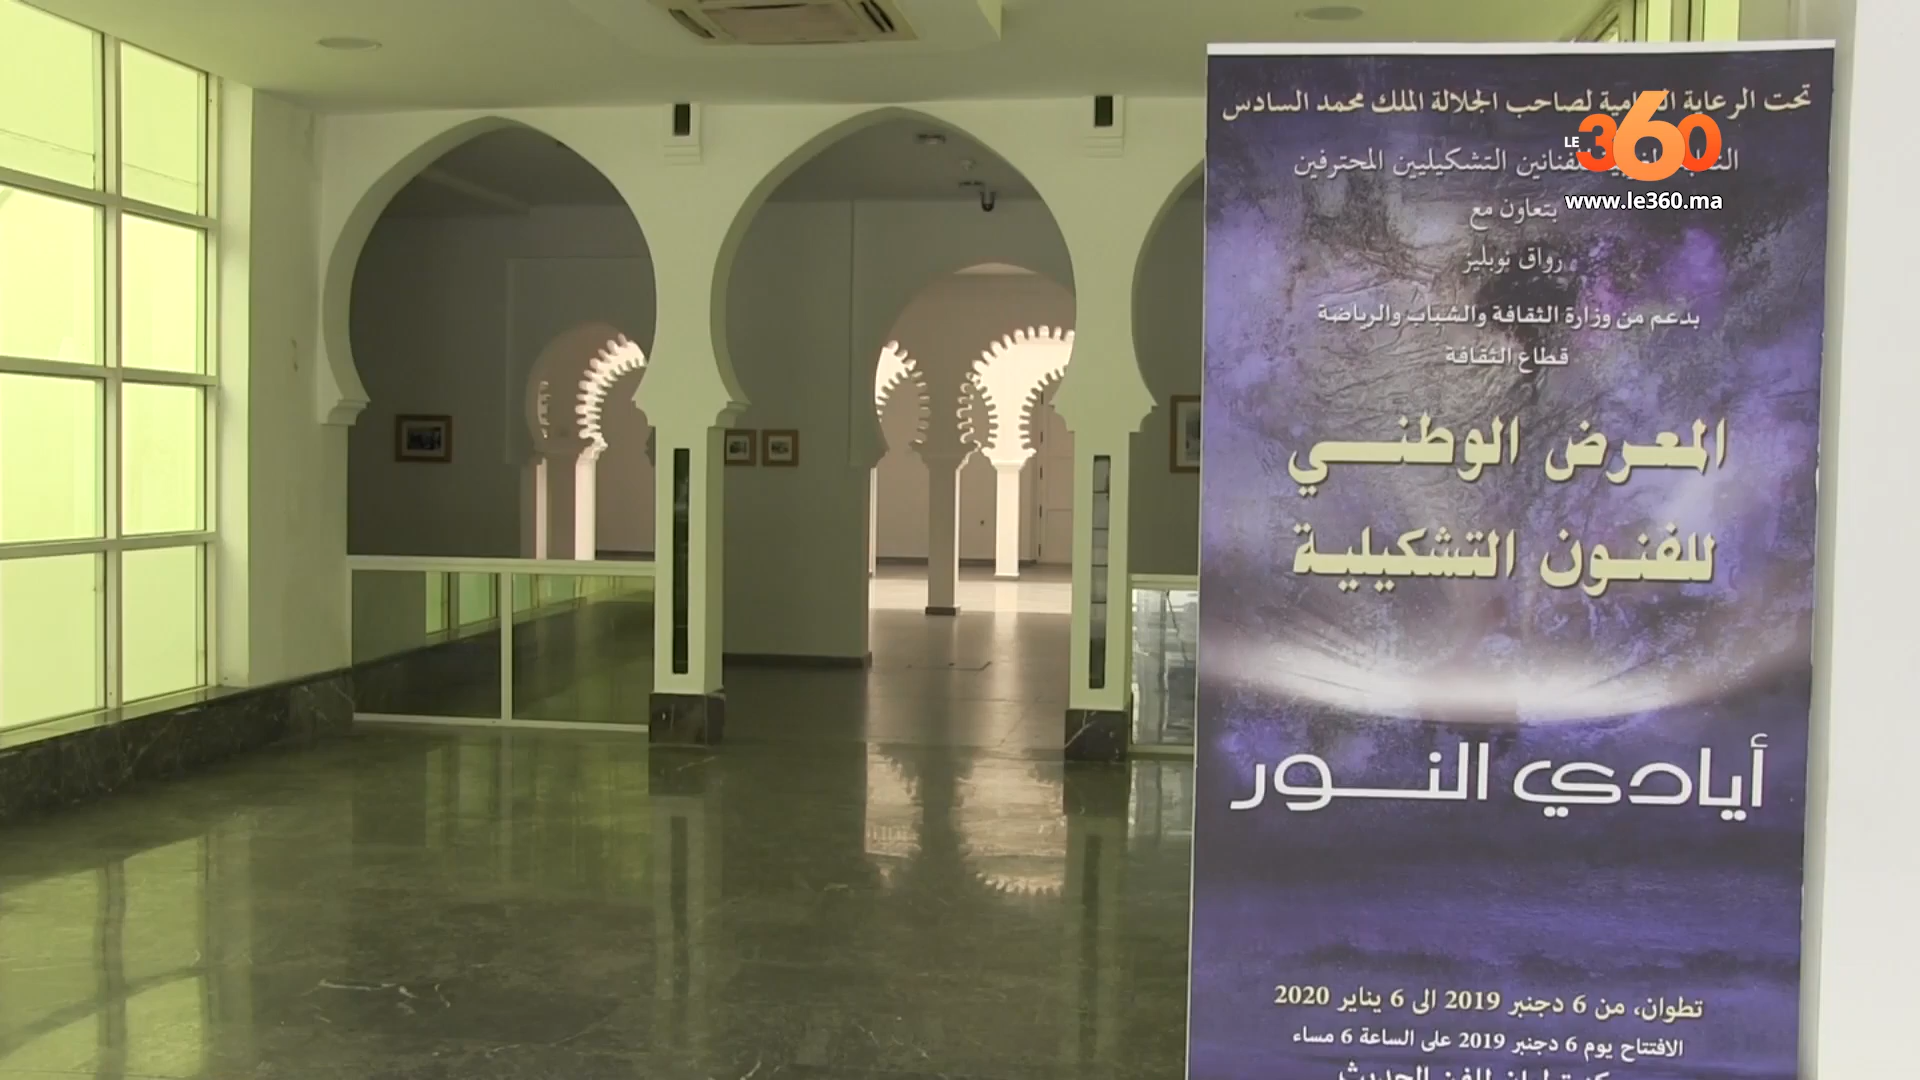 تحت الرعاية السامية لصاحب الجلالة الملك محمد السادس
للفنانين التشكيليين المحترفين
بتعاون مع
رواق نوبليز
بدعم من وزارة الثقافة والشباب والرياضة
قطاع الثقافة
المعرض الوطني
للفنون التشكيلية
أيادي النور
تطوان، من 6 دجنبر 2019 الى 6 يناير 2020
الافتتاح يوم 6 دجنبر 2019 على الساعة 6 مساء
LE 360
www.le360.ma